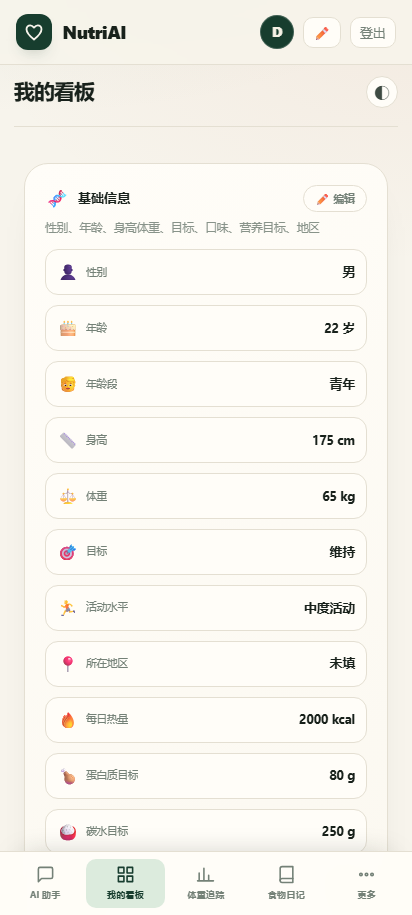 NutriAI
D
登出
我的看板
基础信息
编辑
性别、年龄、身高体重、目标、口味、营养目标、地区
性别 男
年龄 22 岁
年龄段 青年
身高 175 cm
体重 65 kg
目标 维持
活动水平 中度活动
所在地区 未填
每日热量 2000 kcal
蛋白质目标 80 g
碳水目标 250 g
AI 助手 我的看板 体重追踪 食物日记 更多